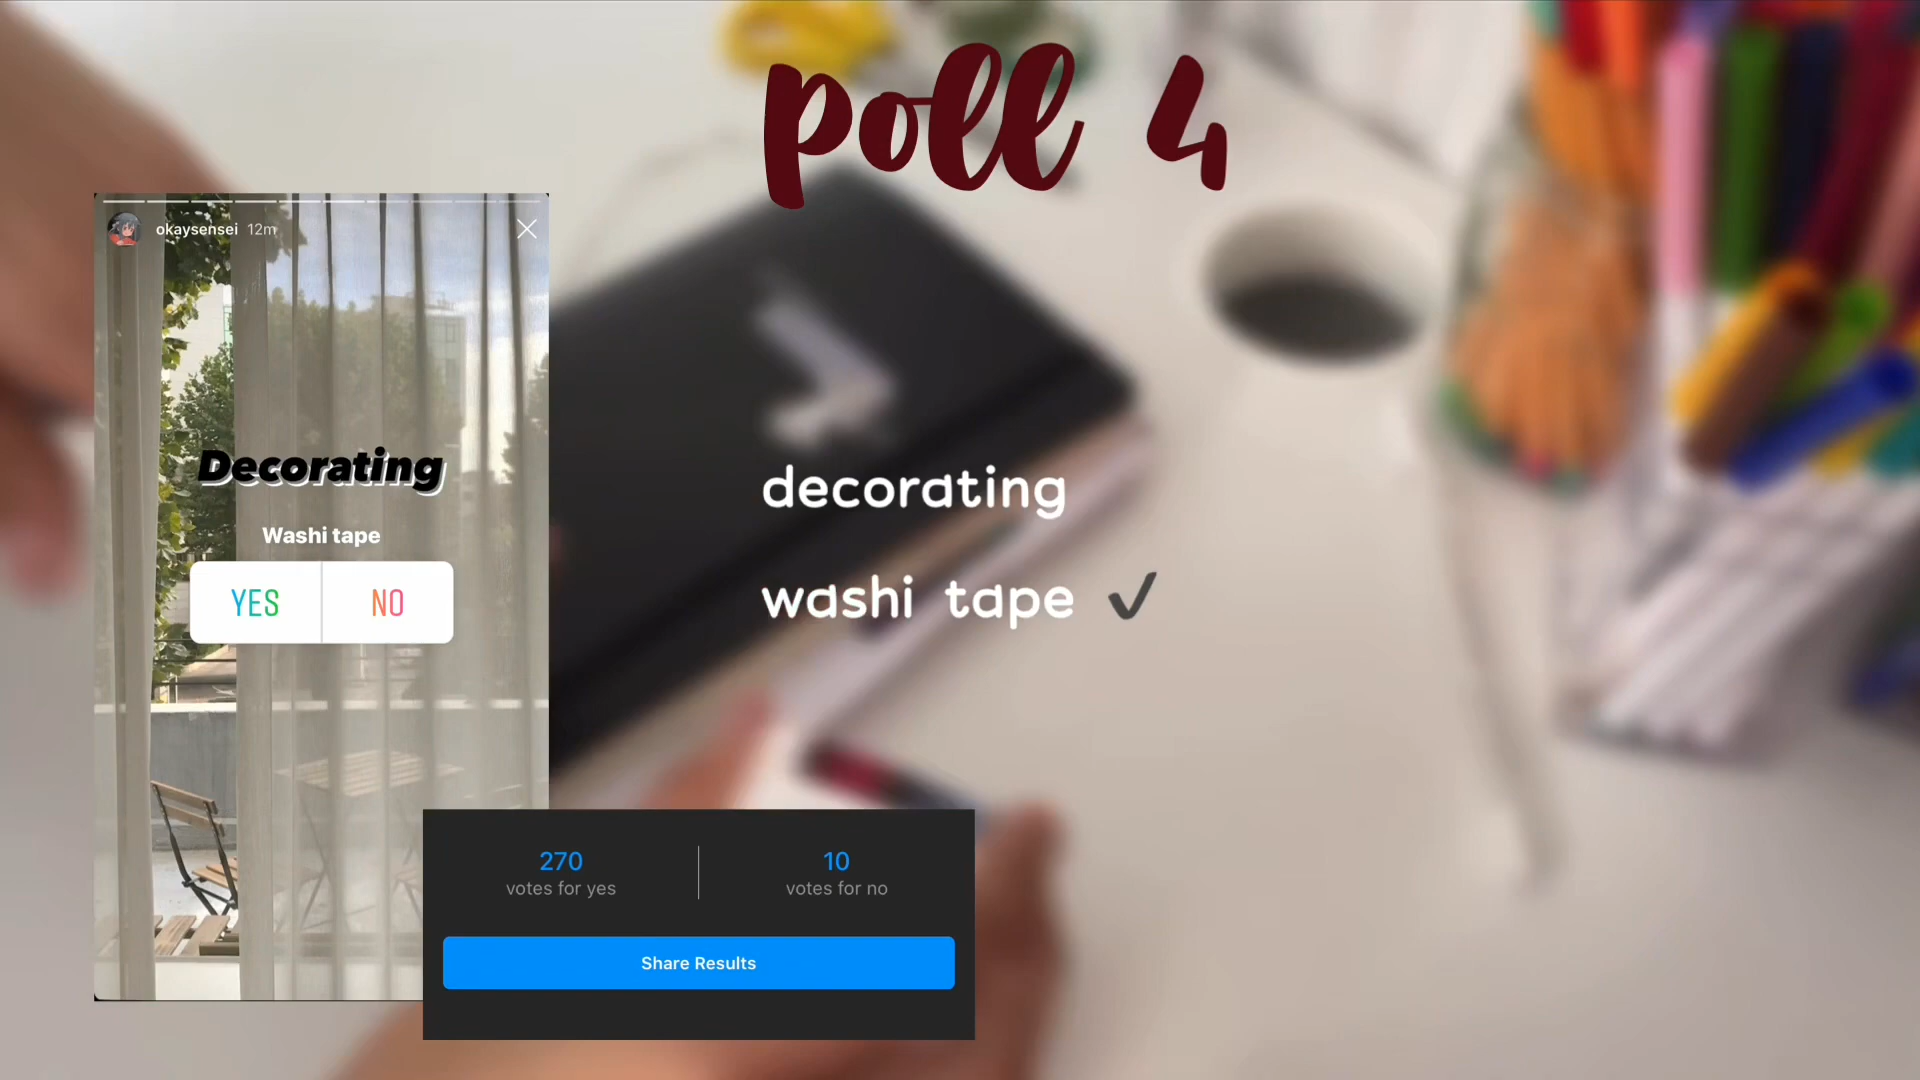 poll 4
okaysensei 12m
Decorating
Washi tape
YES NO
decorating
washi tape ✓
270 10
votes for yes votes for no
Share Results